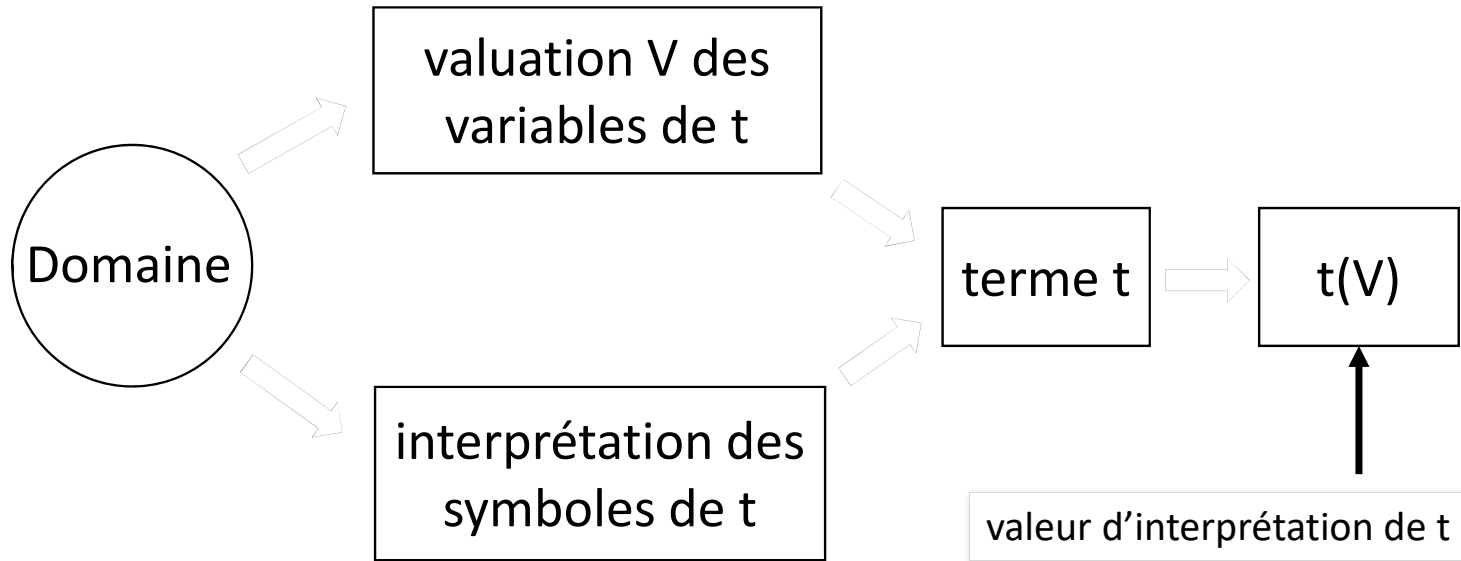 valuation V des
variables de t
Domaine
terme t
t(V)
interprétation des
symboles de t
valeur d’interprétation de t